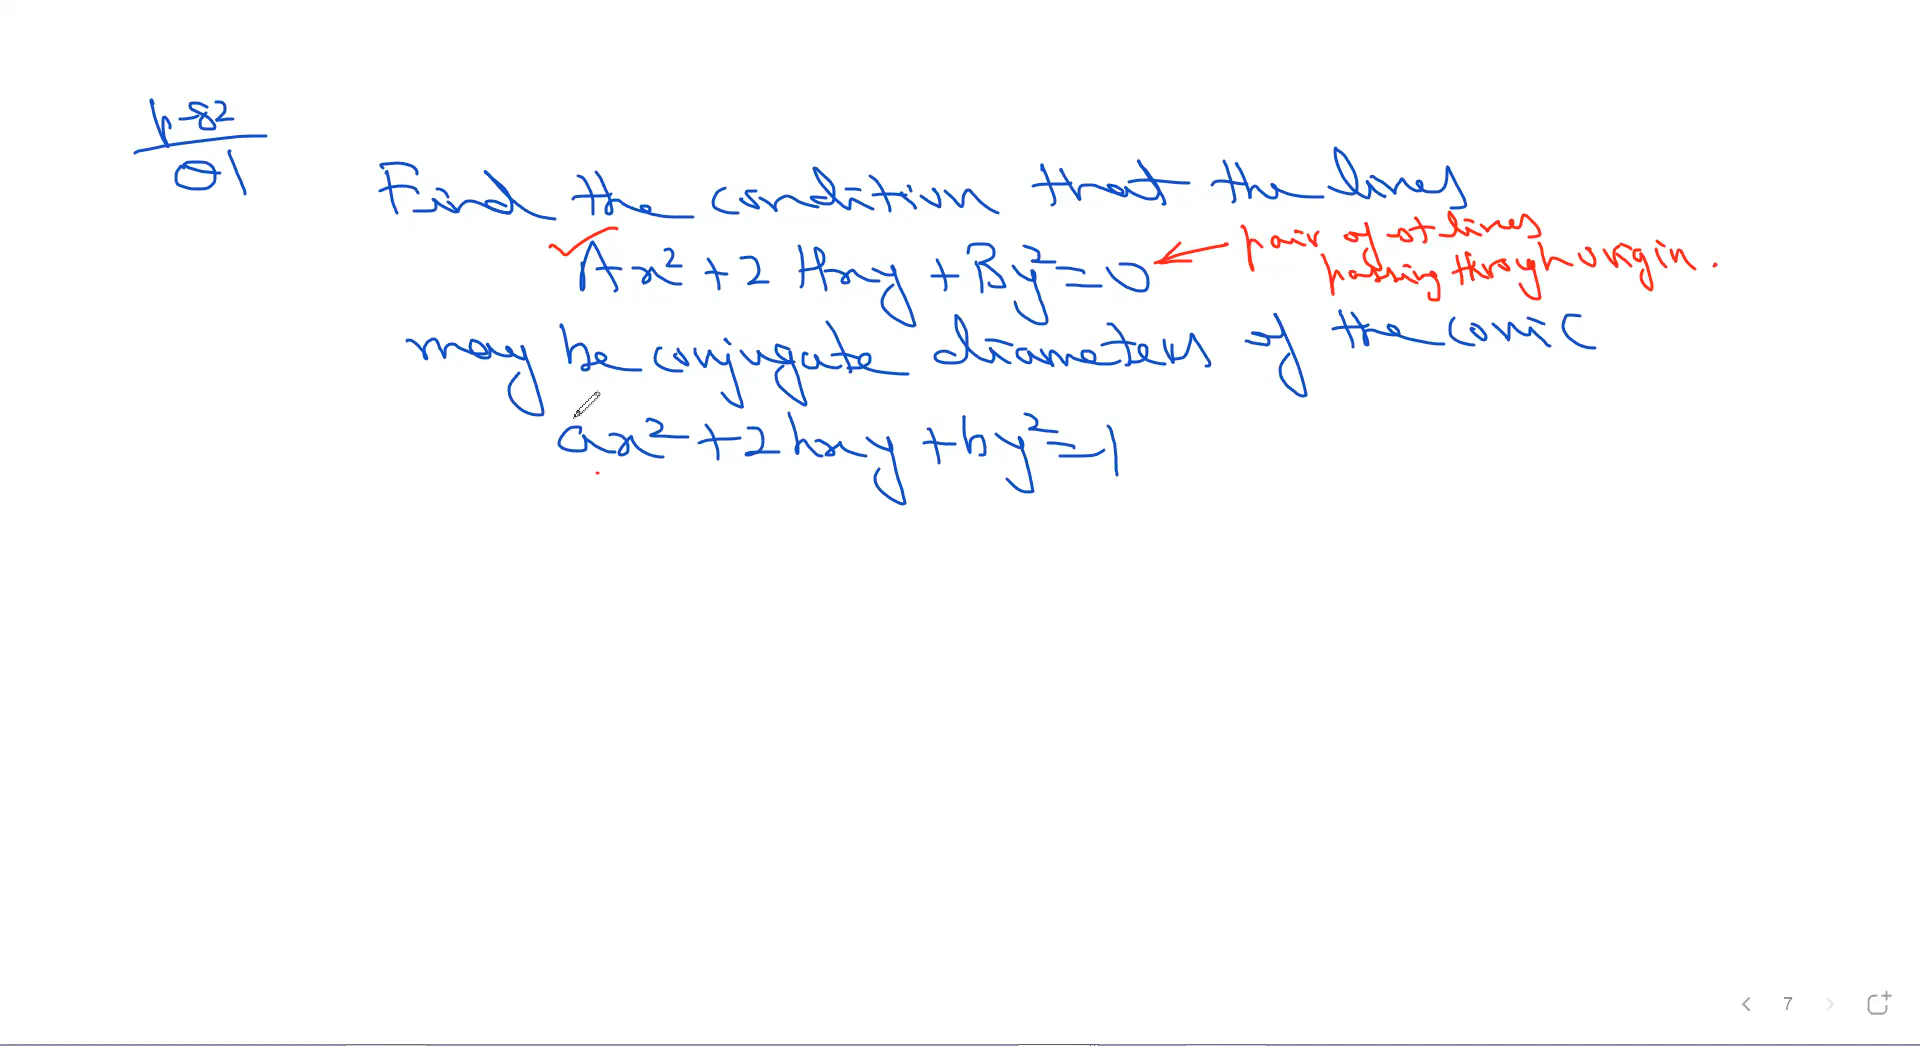 p-82
01
Find the condition that the lines
Ax²+2Hxy+By²=0 ← pair of st lines
passing through origin.
may be conjugate diameters of the conic
ax²+2hxy+by²=1
7